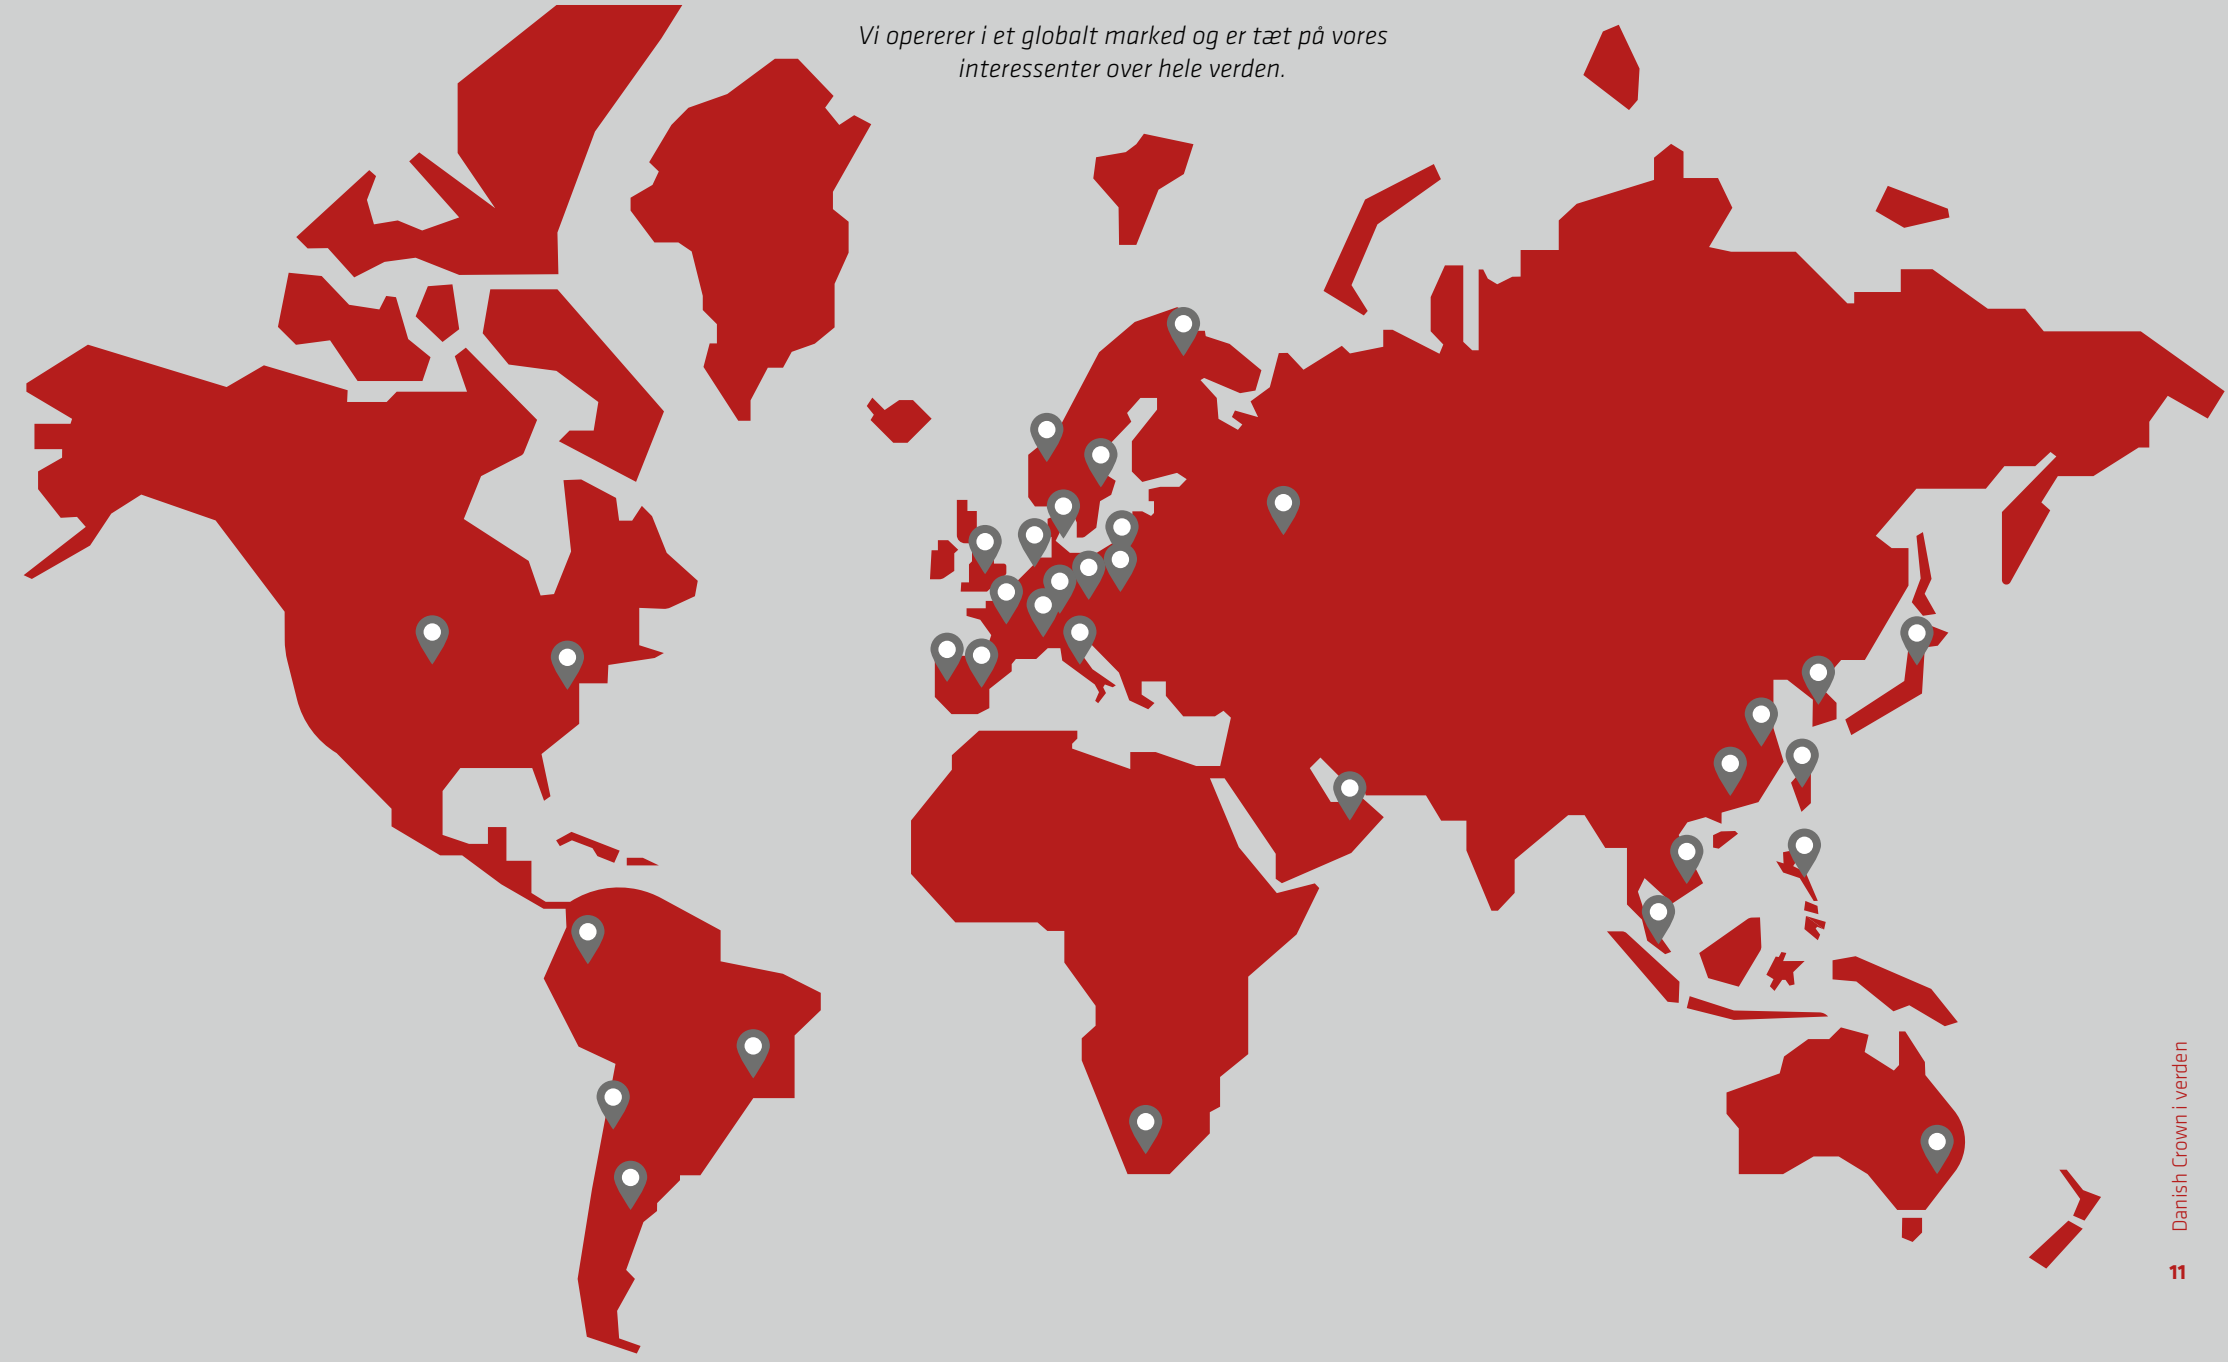 Vi opererer i et globalt marked og er tæt på vores
interessenter over hele verden.
Danish Crown i verden
11